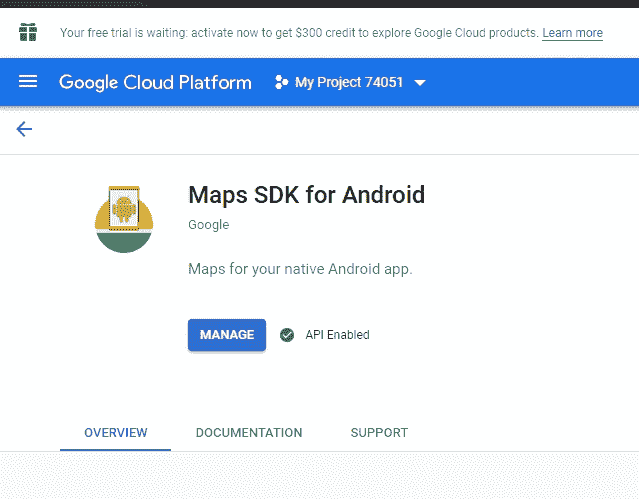 Your free trial is waiting: activate now to get $300 credit to explore Google Cloud products. Learn more
Google Cloud Platform My Project 74051
Maps SDK for Android
Google
Maps for your native Android app.
MANAGE API Enabled
OVERVIEW DOCUMENTATION SUPPORT